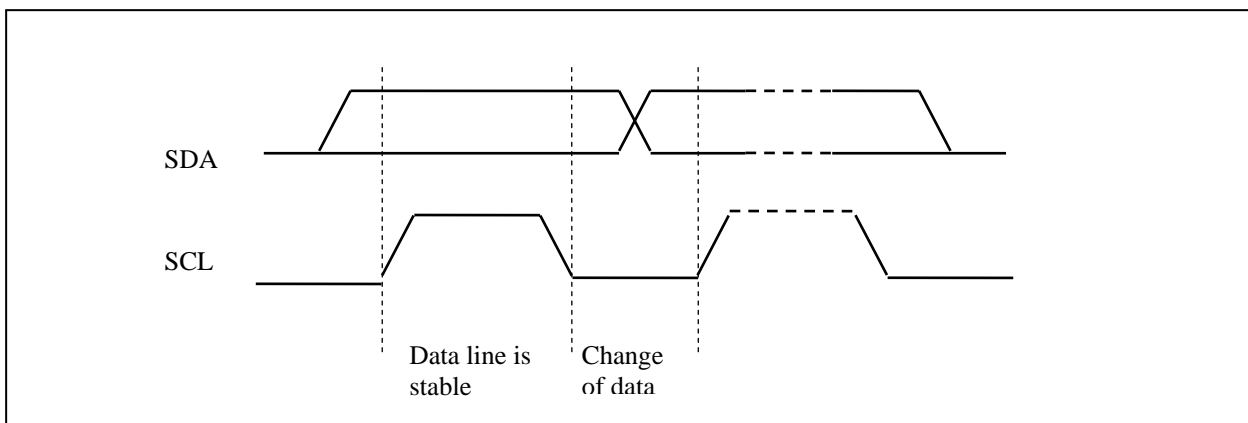 SDA
SCL
Data line is
stable
Change
of data